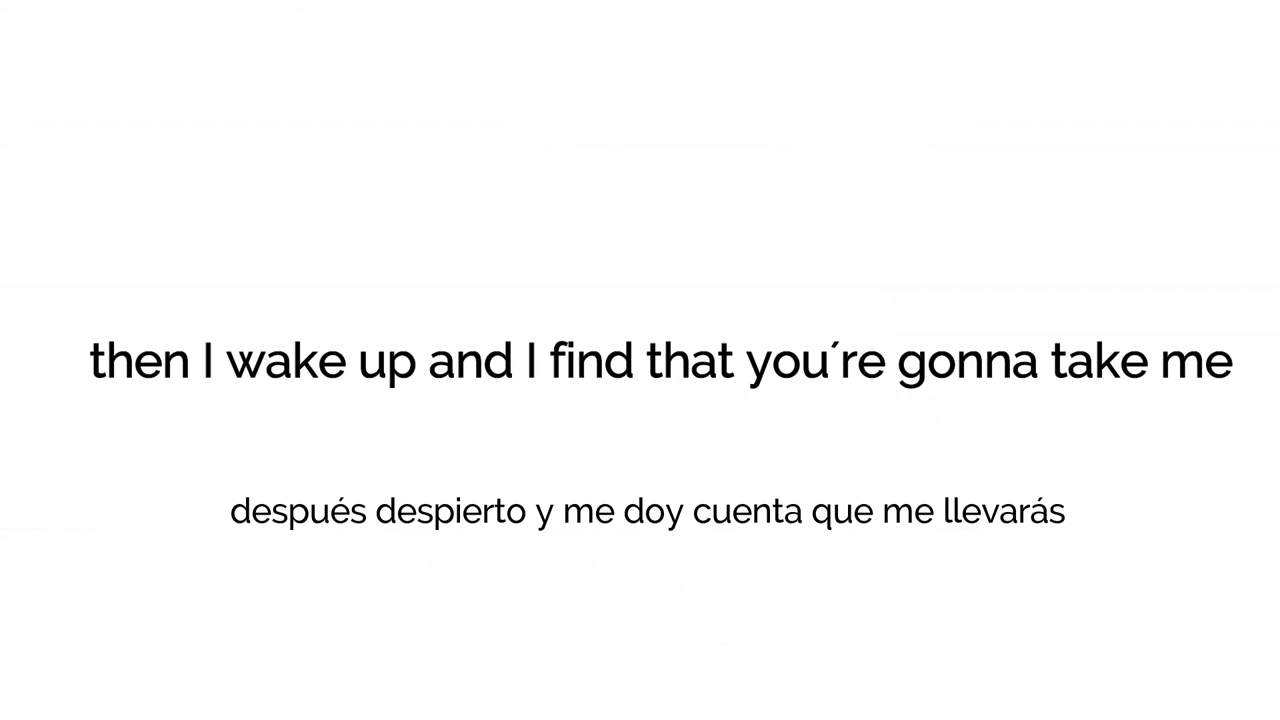 then I wake up and I find that you´re gonna take me
después despierto y me doy cuenta que me llevarás